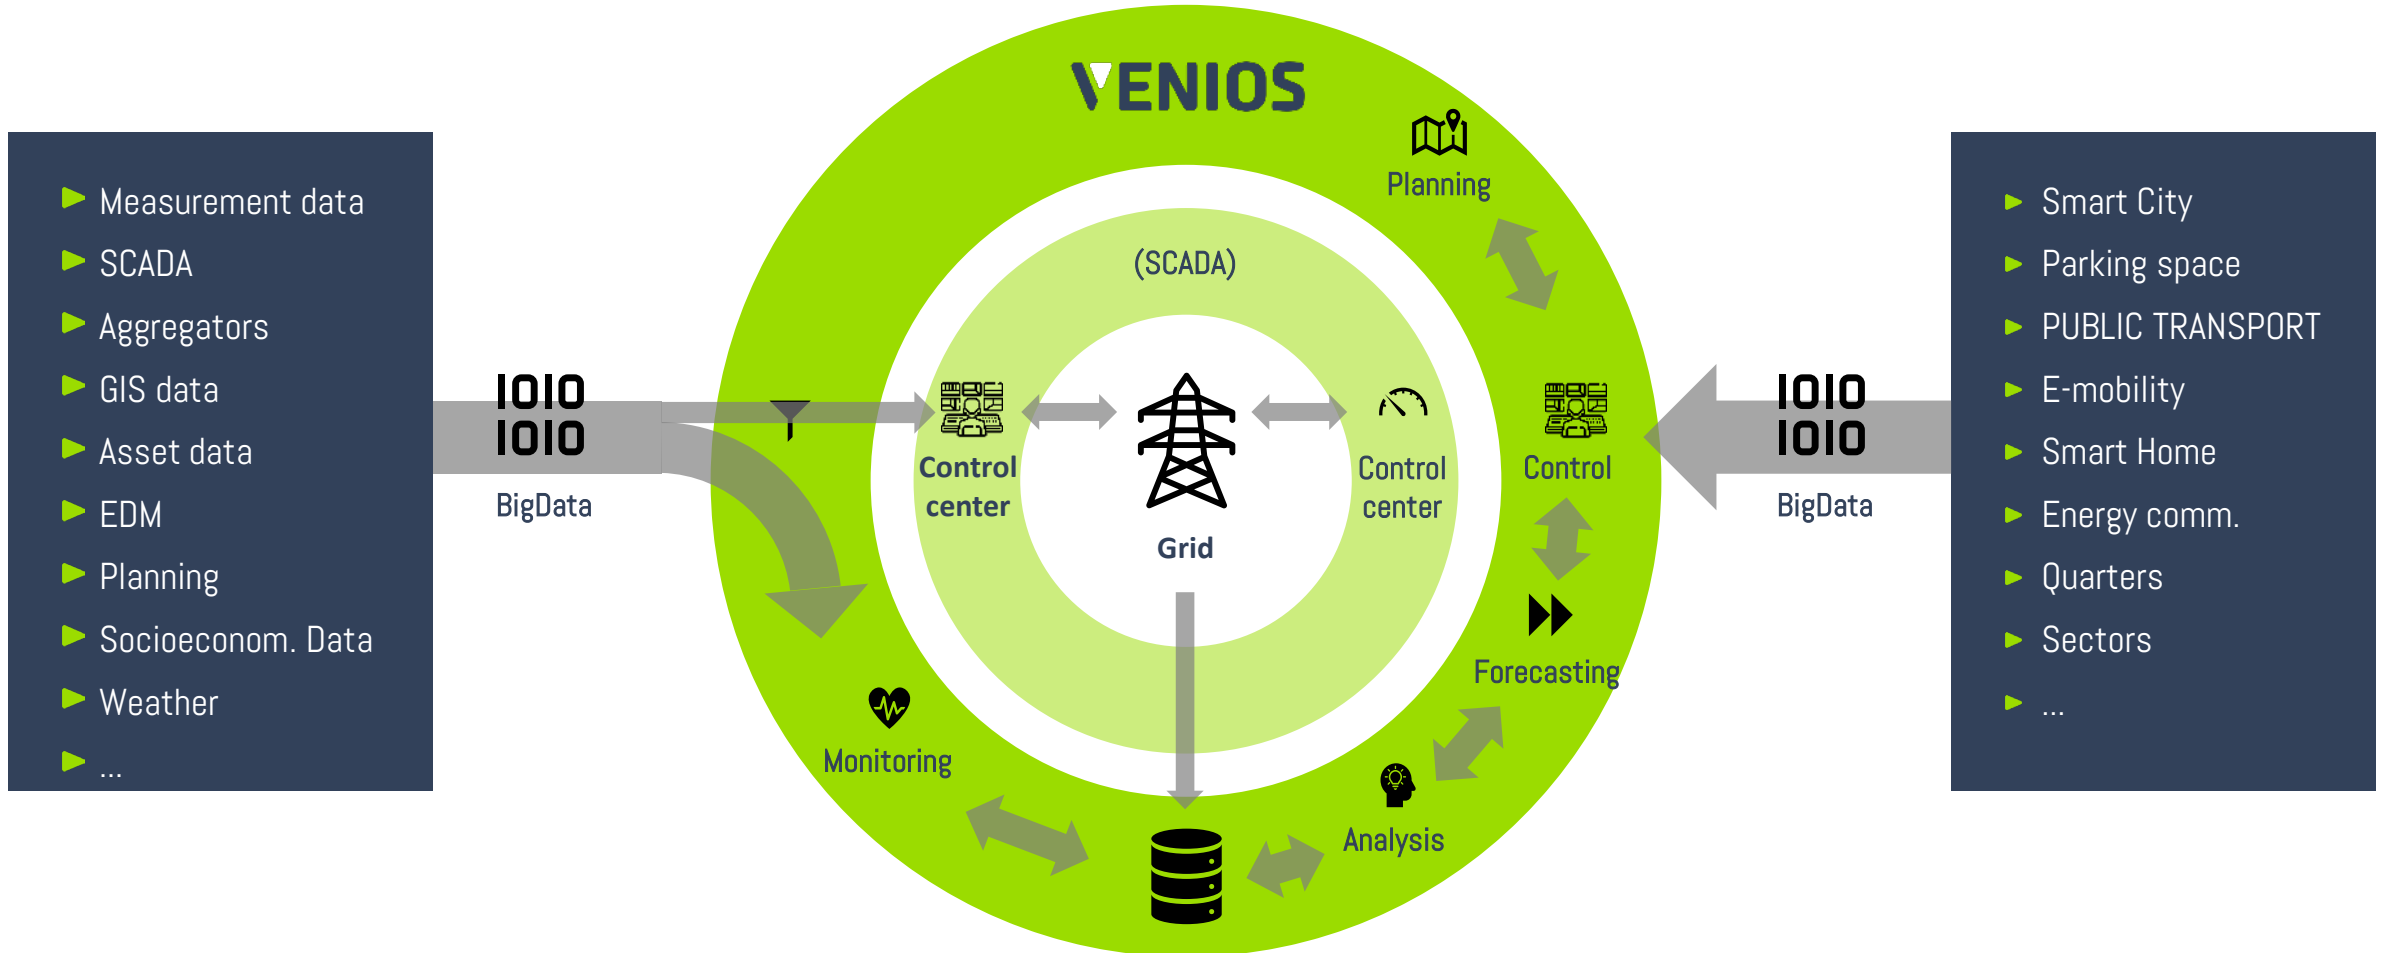 VENIOS
Measurement data
SCADA
Aggregators
GIS data
Asset data
EDM
Planning
Socioeconom. Data
Weather
...
1010
1010
BigData
(SCADA)
Control
center
Grid
Control
center
Planning
Control
Forecasting
Analysis
Monitoring
1010
1010
BigData
Smart City
Parking space
PUBLIC TRANSPORT
E-mobility
Smart Home
Energy comm.
Quarters
Sectors
...